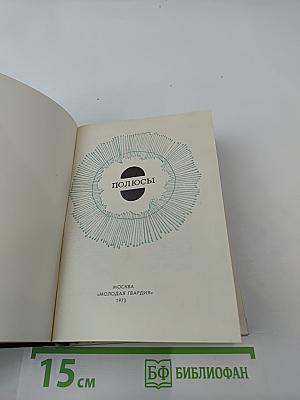 ПОЛЮСЫ
МОСКВА
«МОЛОДАЯ ГВАРДИЯ»
1973
15 см
БФ БИБЛИОФАН